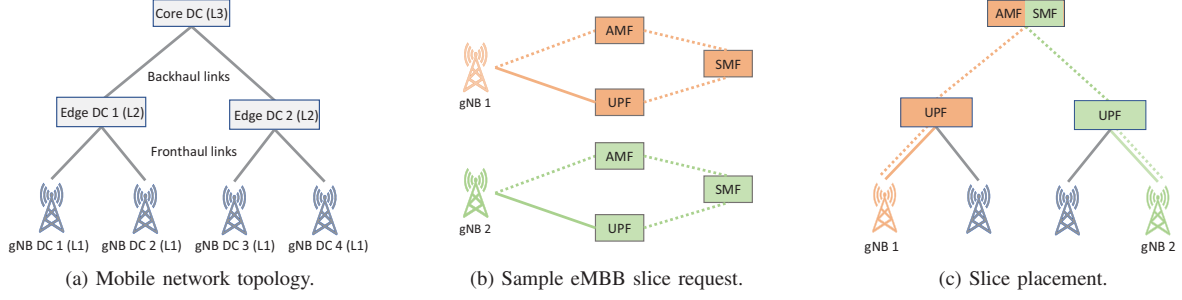 Core DC (L3)
Backhaul links
Edge DC 1 (L2)
Edge DC 2 (L2)
Fronthaul links
gNB DC 1 (L1)
gNB DC 2 (L1)
gNB DC 3 (L1)
gNB DC 4 (L1)
(a) Mobile network topology.
AMF
SMF
gNB 1
UPF
AMF
SMF
gNB 2
UPF
(b) Sample eMBB slice request.
AMF SMF
UPF
UPF
gNB 1
gNB 2
(c) Slice placement.